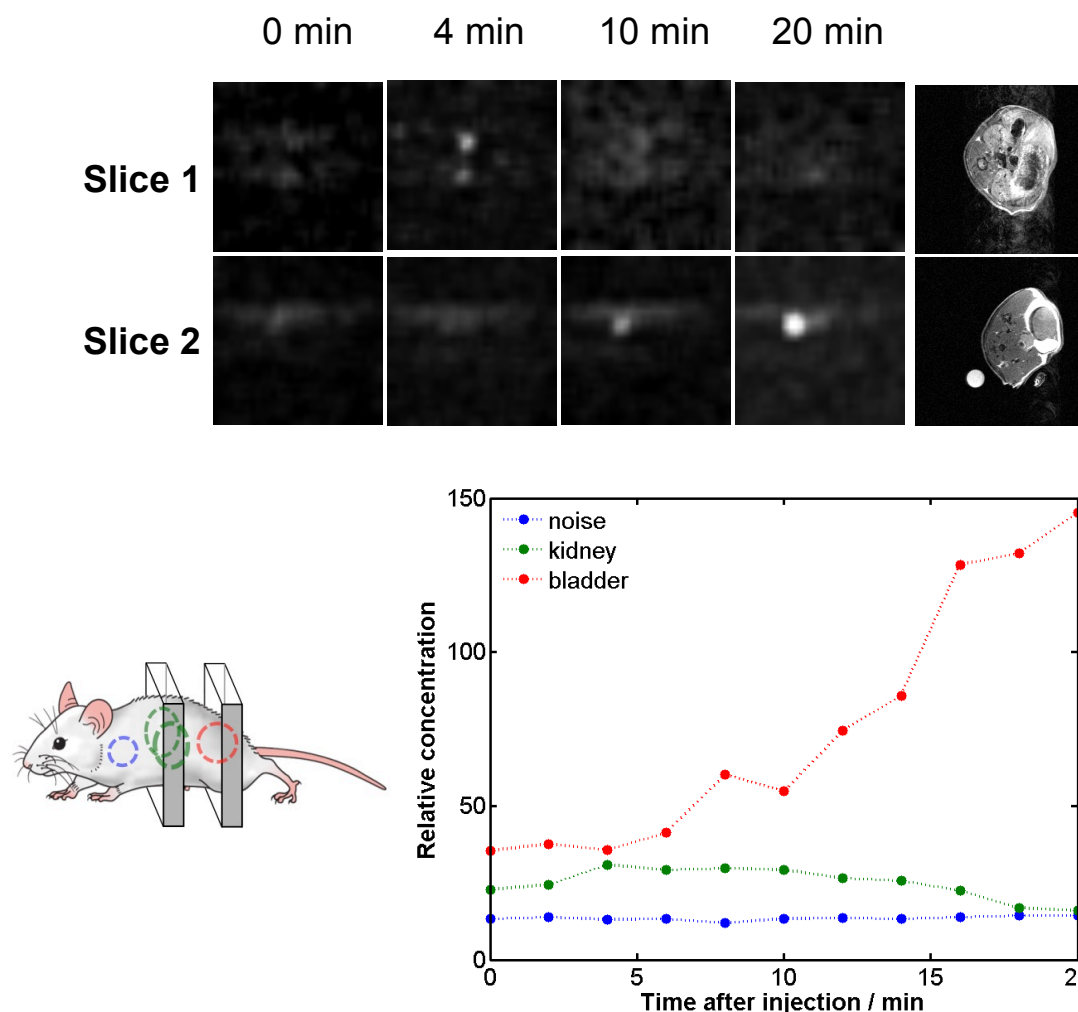 0 min 4 min 10 min 20 min
Slice 1
Slice 2
150
100
50
0
noise
kidney
bladder
Relative concentration
0 5 10 15 2
Time after injection / min